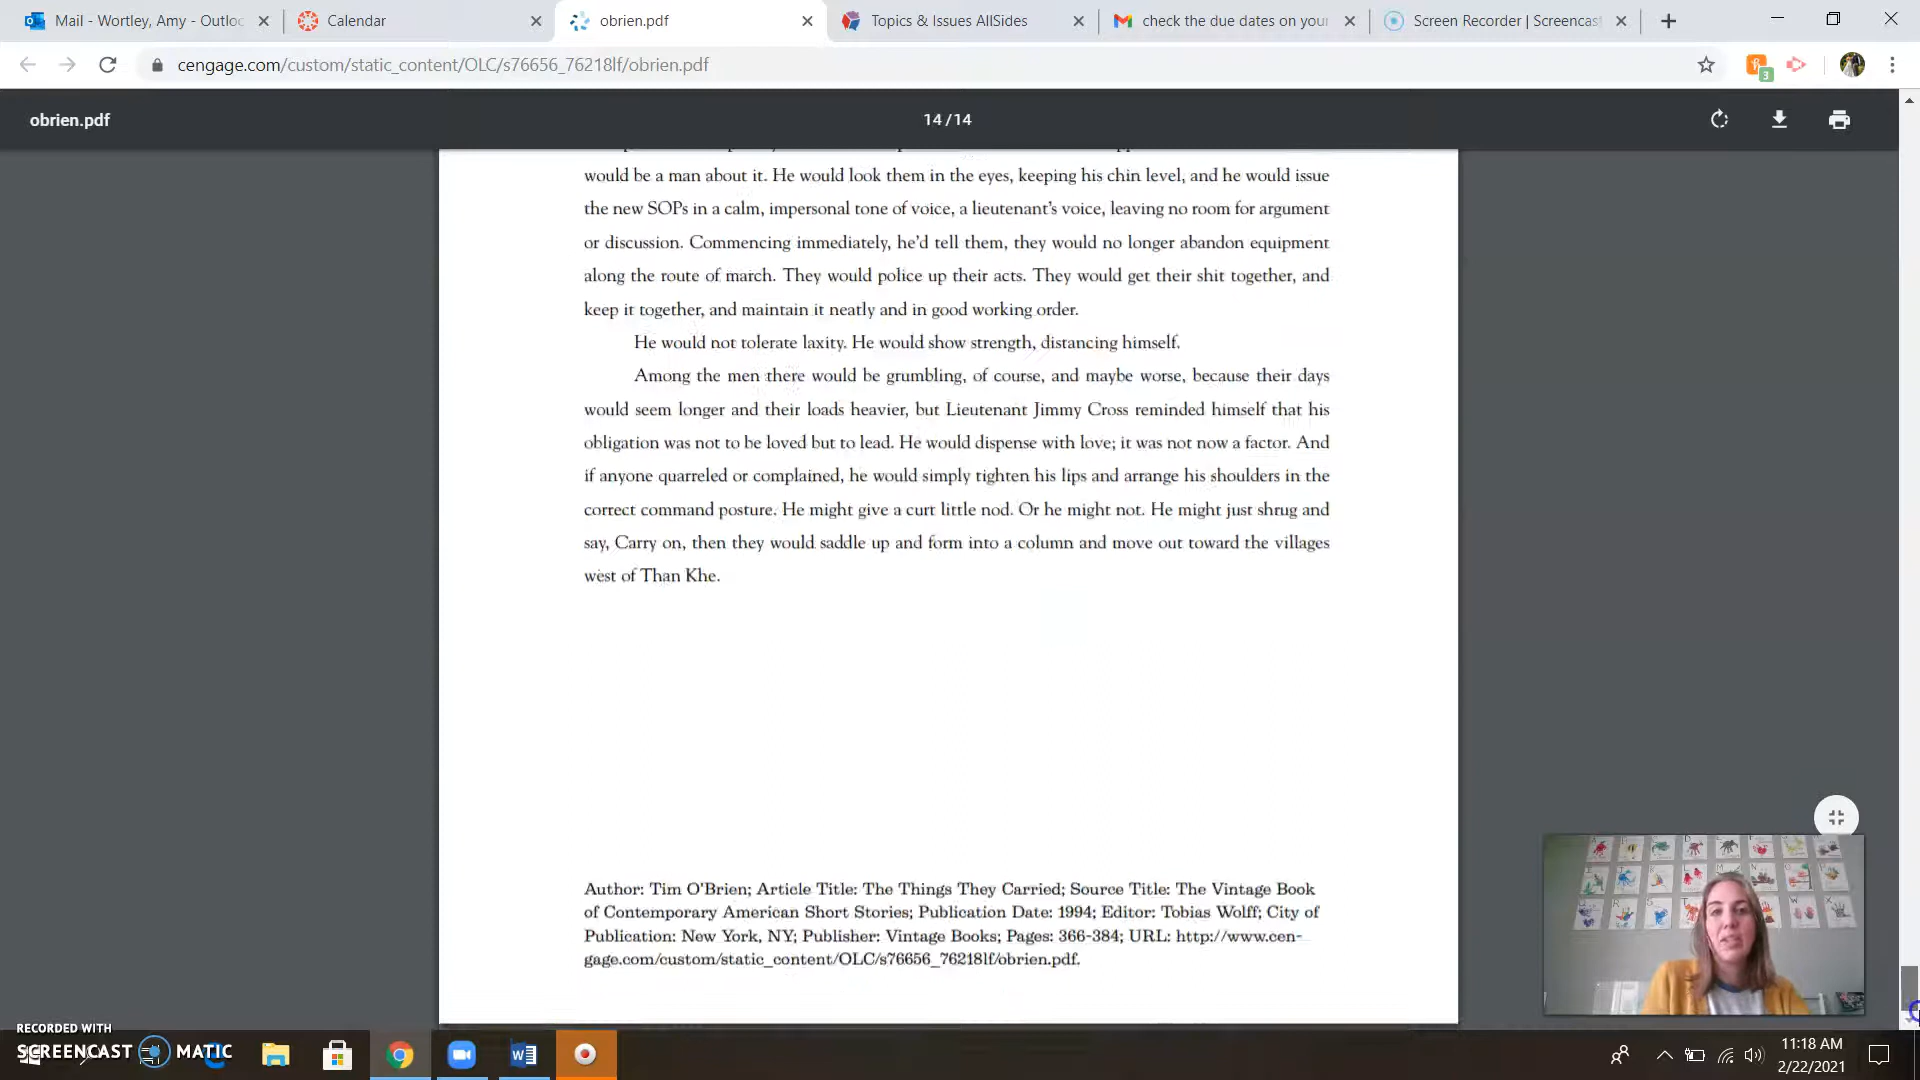 Mail - Wortley, Amy - Outloo
Calendar
obrien.pdf
Topics & Issues AllSides
check the due dates on your
Screen Recorder | Screencast
cengage.com/custom/static_content/OLC/s76656_76218lf/obrien.pdf
3
obrien.pdf
14 / 14
would be a man about it. He would look them in the eyes, keeping his chin level, and he would issue
the new SOPs in a calm, impersonal tone of voice, a lieutenant's voice, leaving no room for argument
or discussion. Commencing immediately, he'd tell them, they would no longer abandon equipment
along the route of march. They would police up their acts. They would get their shit together, and
keep it together, and maintain it neatly and in good working order.
He would not tolerate laxity. He would show strength, distancing himself.
Among the men there would be grumbling, of course, and maybe worse, because their days
would seem longer and their loads heavier, but Lieutenant Jimmy Cross reminded himself that his
obligation was not to be loved but to lead. He would dispense with love; it was not now a factor. And
if anyone quarreled or complained, he would simply tighten his lips and arrange his shoulders in the
correct command posture. He might give a curt little nod. Or he might not. He might just shrug and
say, Carry on, then they would saddle up and form into a column and move out toward the villages
west of Than Khe.
Author: Tim O'Brien; Article Title: The Things They Carried; Source Title: The Vintage Book
of Contemporary American Short Stories; Publication Date: 1994; Editor: Tobias Wolff; City of
Publication: New York, NY; Publisher: Vintage Books; Pages: 366-384; URL: http://www.cen-
gage.com/custom/static_content/OLC/s76656_76218lf/obrien.pdf.
RECORDED WITH
SCREENCAST MATIC
11:18 AM
2/22/2021